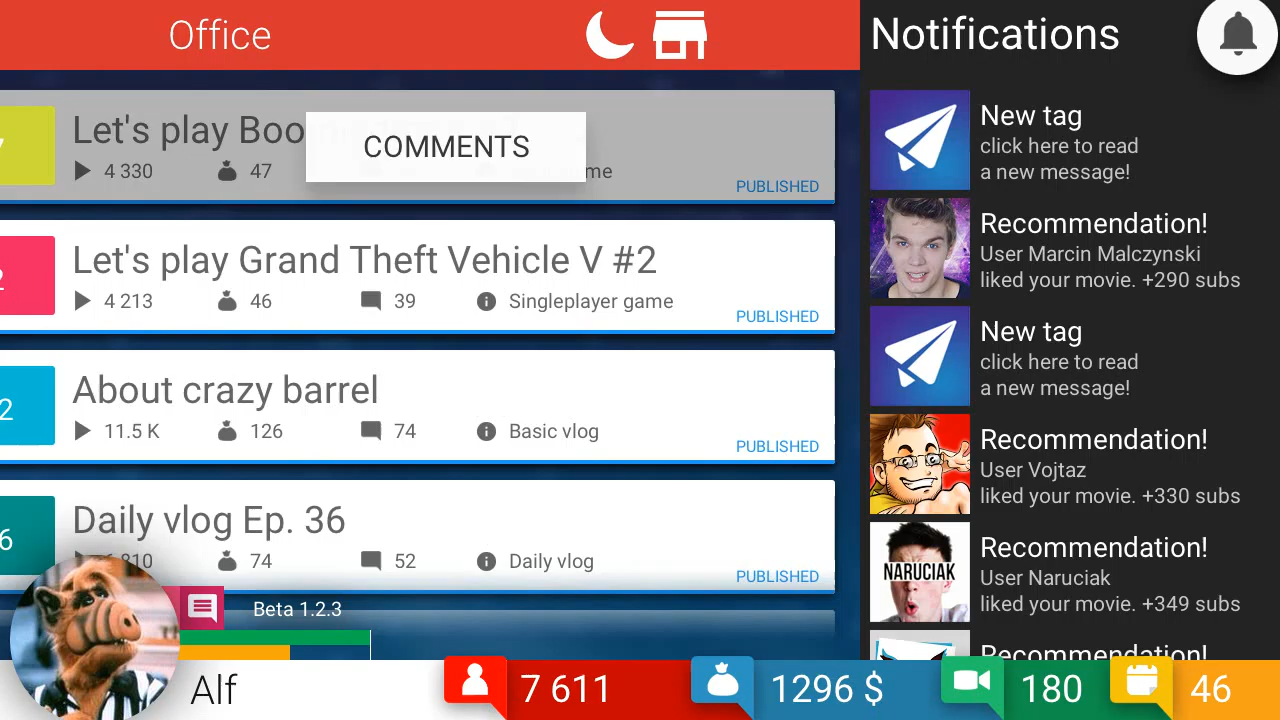 Office
Notifications
Let's play Boo
4 330 47 me
PUBLISHED
COMMENTS
Let's play Grand Theft Vehicle V #2
4 213 46 39 Singleplayer game
PUBLISHED
2
About crazy barrel
11.5 K 126 74 Basic vlog
PUBLISHED
6
Daily vlog Ep. 36
810 74 52 Daily vlog
PUBLISHED
Beta 1.2.3
Alf
7 611
1296 $
180
46
New tag
click here to read
a new message!
Recommendation!
User Marcin Malczynski
liked your movie. +290 subs
New tag
click here to read
a new message!
Recommendation!
User Vojtaz
liked your movie. +330 subs
NARUCIAK
Recommendation!
User Naruciak
liked your movie. +349 subs
Recommendation!